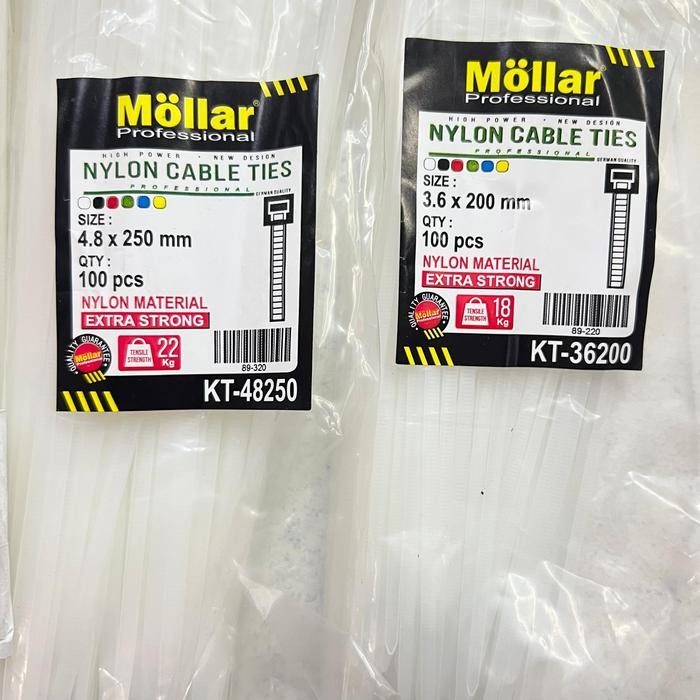 Möllar®
Professional
HIGH POWER · NEW DESIGN
NYLON CABLE TIES
PROFESSIONAL
GERMAN QUALITY
SIZE :
4.8 x 250 mm
QTY :
100 pcs
NYLON MATERIAL
EXTRA STRONG
QUALITY GUARANTEE
Möllar
TENSILE
STRENGTH
22
Kg
89-320
KT-48250
Möllar®
Professional
HIGH POWER · NEW DESIGN
NYLON CABLE TIES
PROFESSIONAL
GERMAN QUALITY
SIZE :
3.6 x 200 mm
QTY :
100 pcs
NYLON MATERIAL
EXTRA STRONG
QUALITY GUARANTEE
Möllar
TENSILE
STRENGTH
18
Kg
89-220
KT-36200